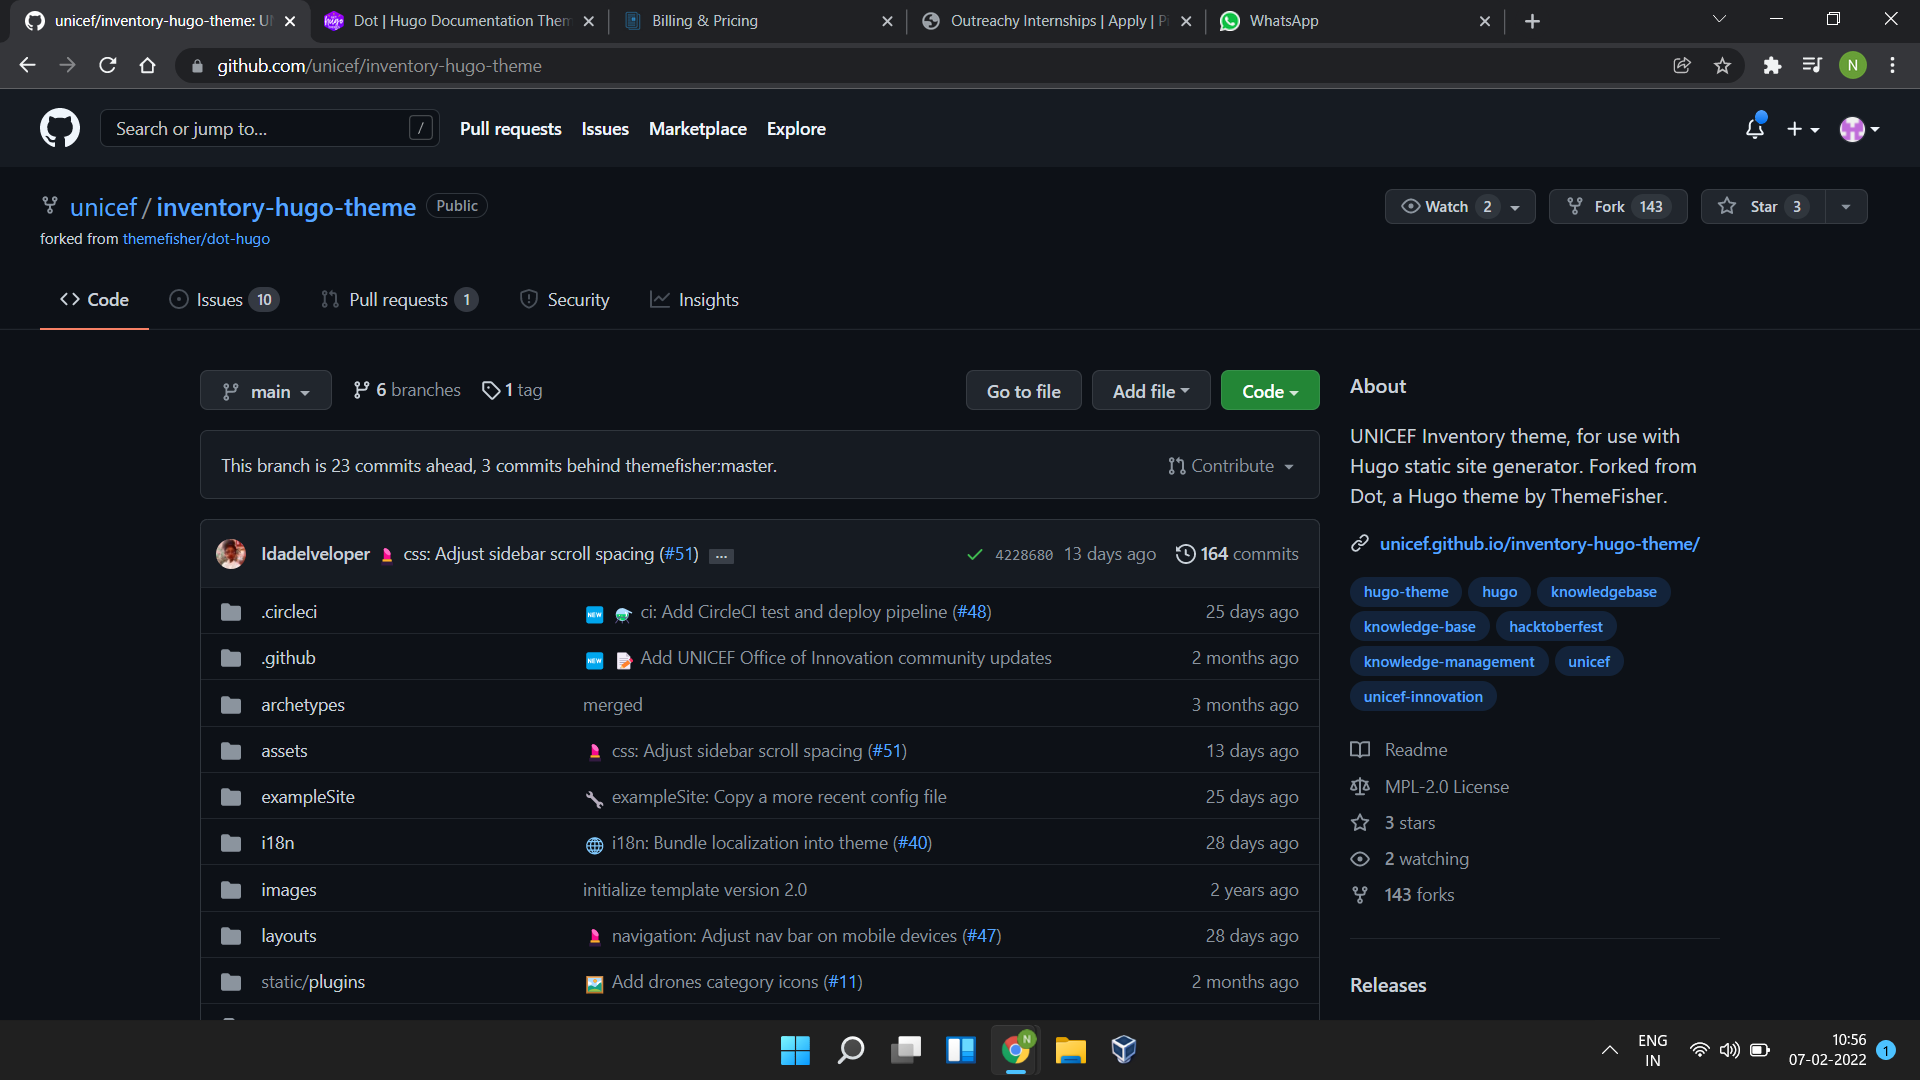 unicef/inventory-hugo-theme: UN
Dot | Hugo Documentation Them
Billing & Pricing
Outreachy Internships | Apply | Pi
WhatsApp
github.com/unicef/inventory-hugo-theme
N
Search or jump to... /
Pull requests Issues Marketplace Explore
unicef / inventory-hugo-theme Public
forked from themefisher/dot-hugo
Watch 2
Fork 143
Star 3
Code
Issues 10
Pull requests 1
Security
Insights
main
6 branches
1 tag
Go to file
Add file
Code
This branch is 23 commits ahead, 3 commits behind themefisher:master.
Contribute
Idadelveloper css: Adjust sidebar scroll spacing (#51) ... 4228680 13 days ago 164 commits
.circleci NEW ci: Add CircleCI test and deploy pipeline (#48) 25 days ago
.github NEW Add UNICEF Office of Innovation community updates 2 months ago
archetypes merged 3 months ago
assets css: Adjust sidebar scroll spacing (#51) 13 days ago
exampleSite exampleSite: Copy a more recent config file 25 days ago
i18n i18n: Bundle localization into theme (#40) 28 days ago
images initialize template version 2.0 2 years ago
layouts navigation: Adjust nav bar on mobile devices (#47) 28 days ago
static/plugins Add drones category icons (#11) 2 months ago
About
UNICEF Inventory theme, for use with
Hugo static site generator. Forked from
Dot, a Hugo theme by ThemeFisher.
unicef.github.io/inventory-hugo-theme/
hugo-theme hugo knowledgebase
knowledge-base hacktoberfest
knowledge-management unicef
unicef-innovation
Readme
MPL-2.0 License
3 stars
2 watching
143 forks
Releases
N
ENG
IN
10:56
07-02-2022
1